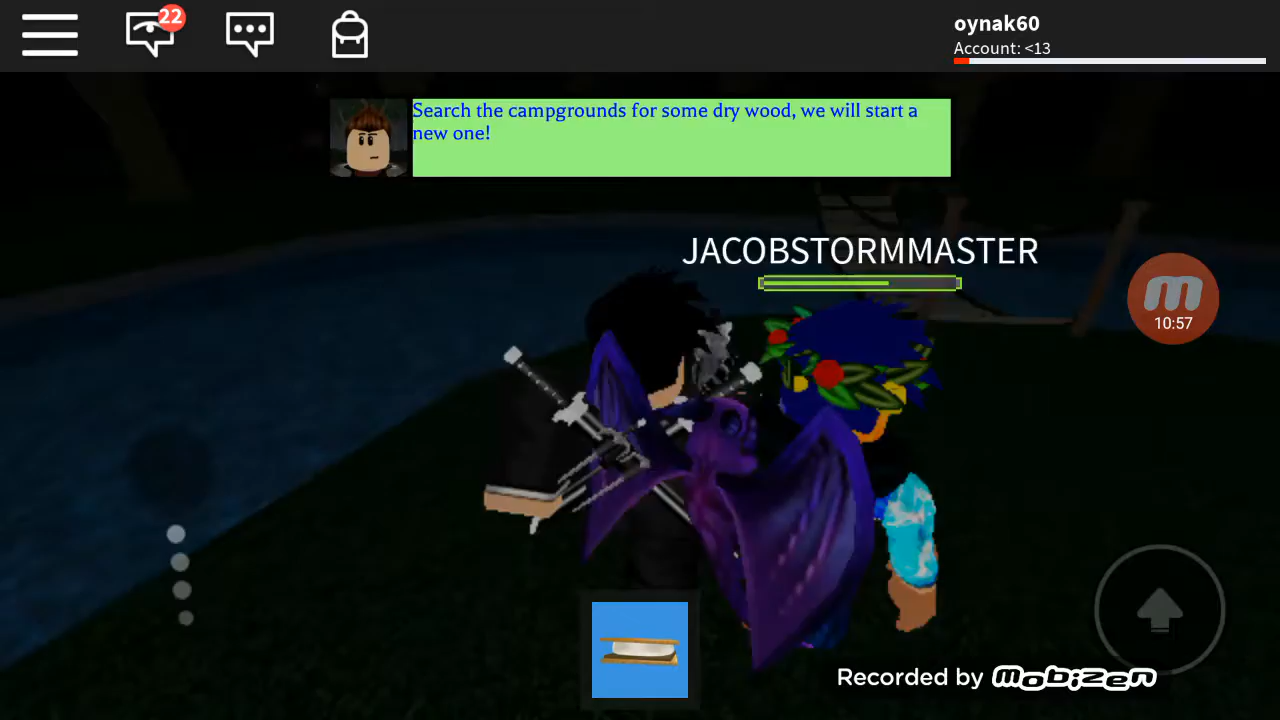 22
oynak60
Account: <13
Search the campgrounds for some dry wood, we will start a
new one!
JACOBSTORMMASTER
10:57
Recorded by mobizen